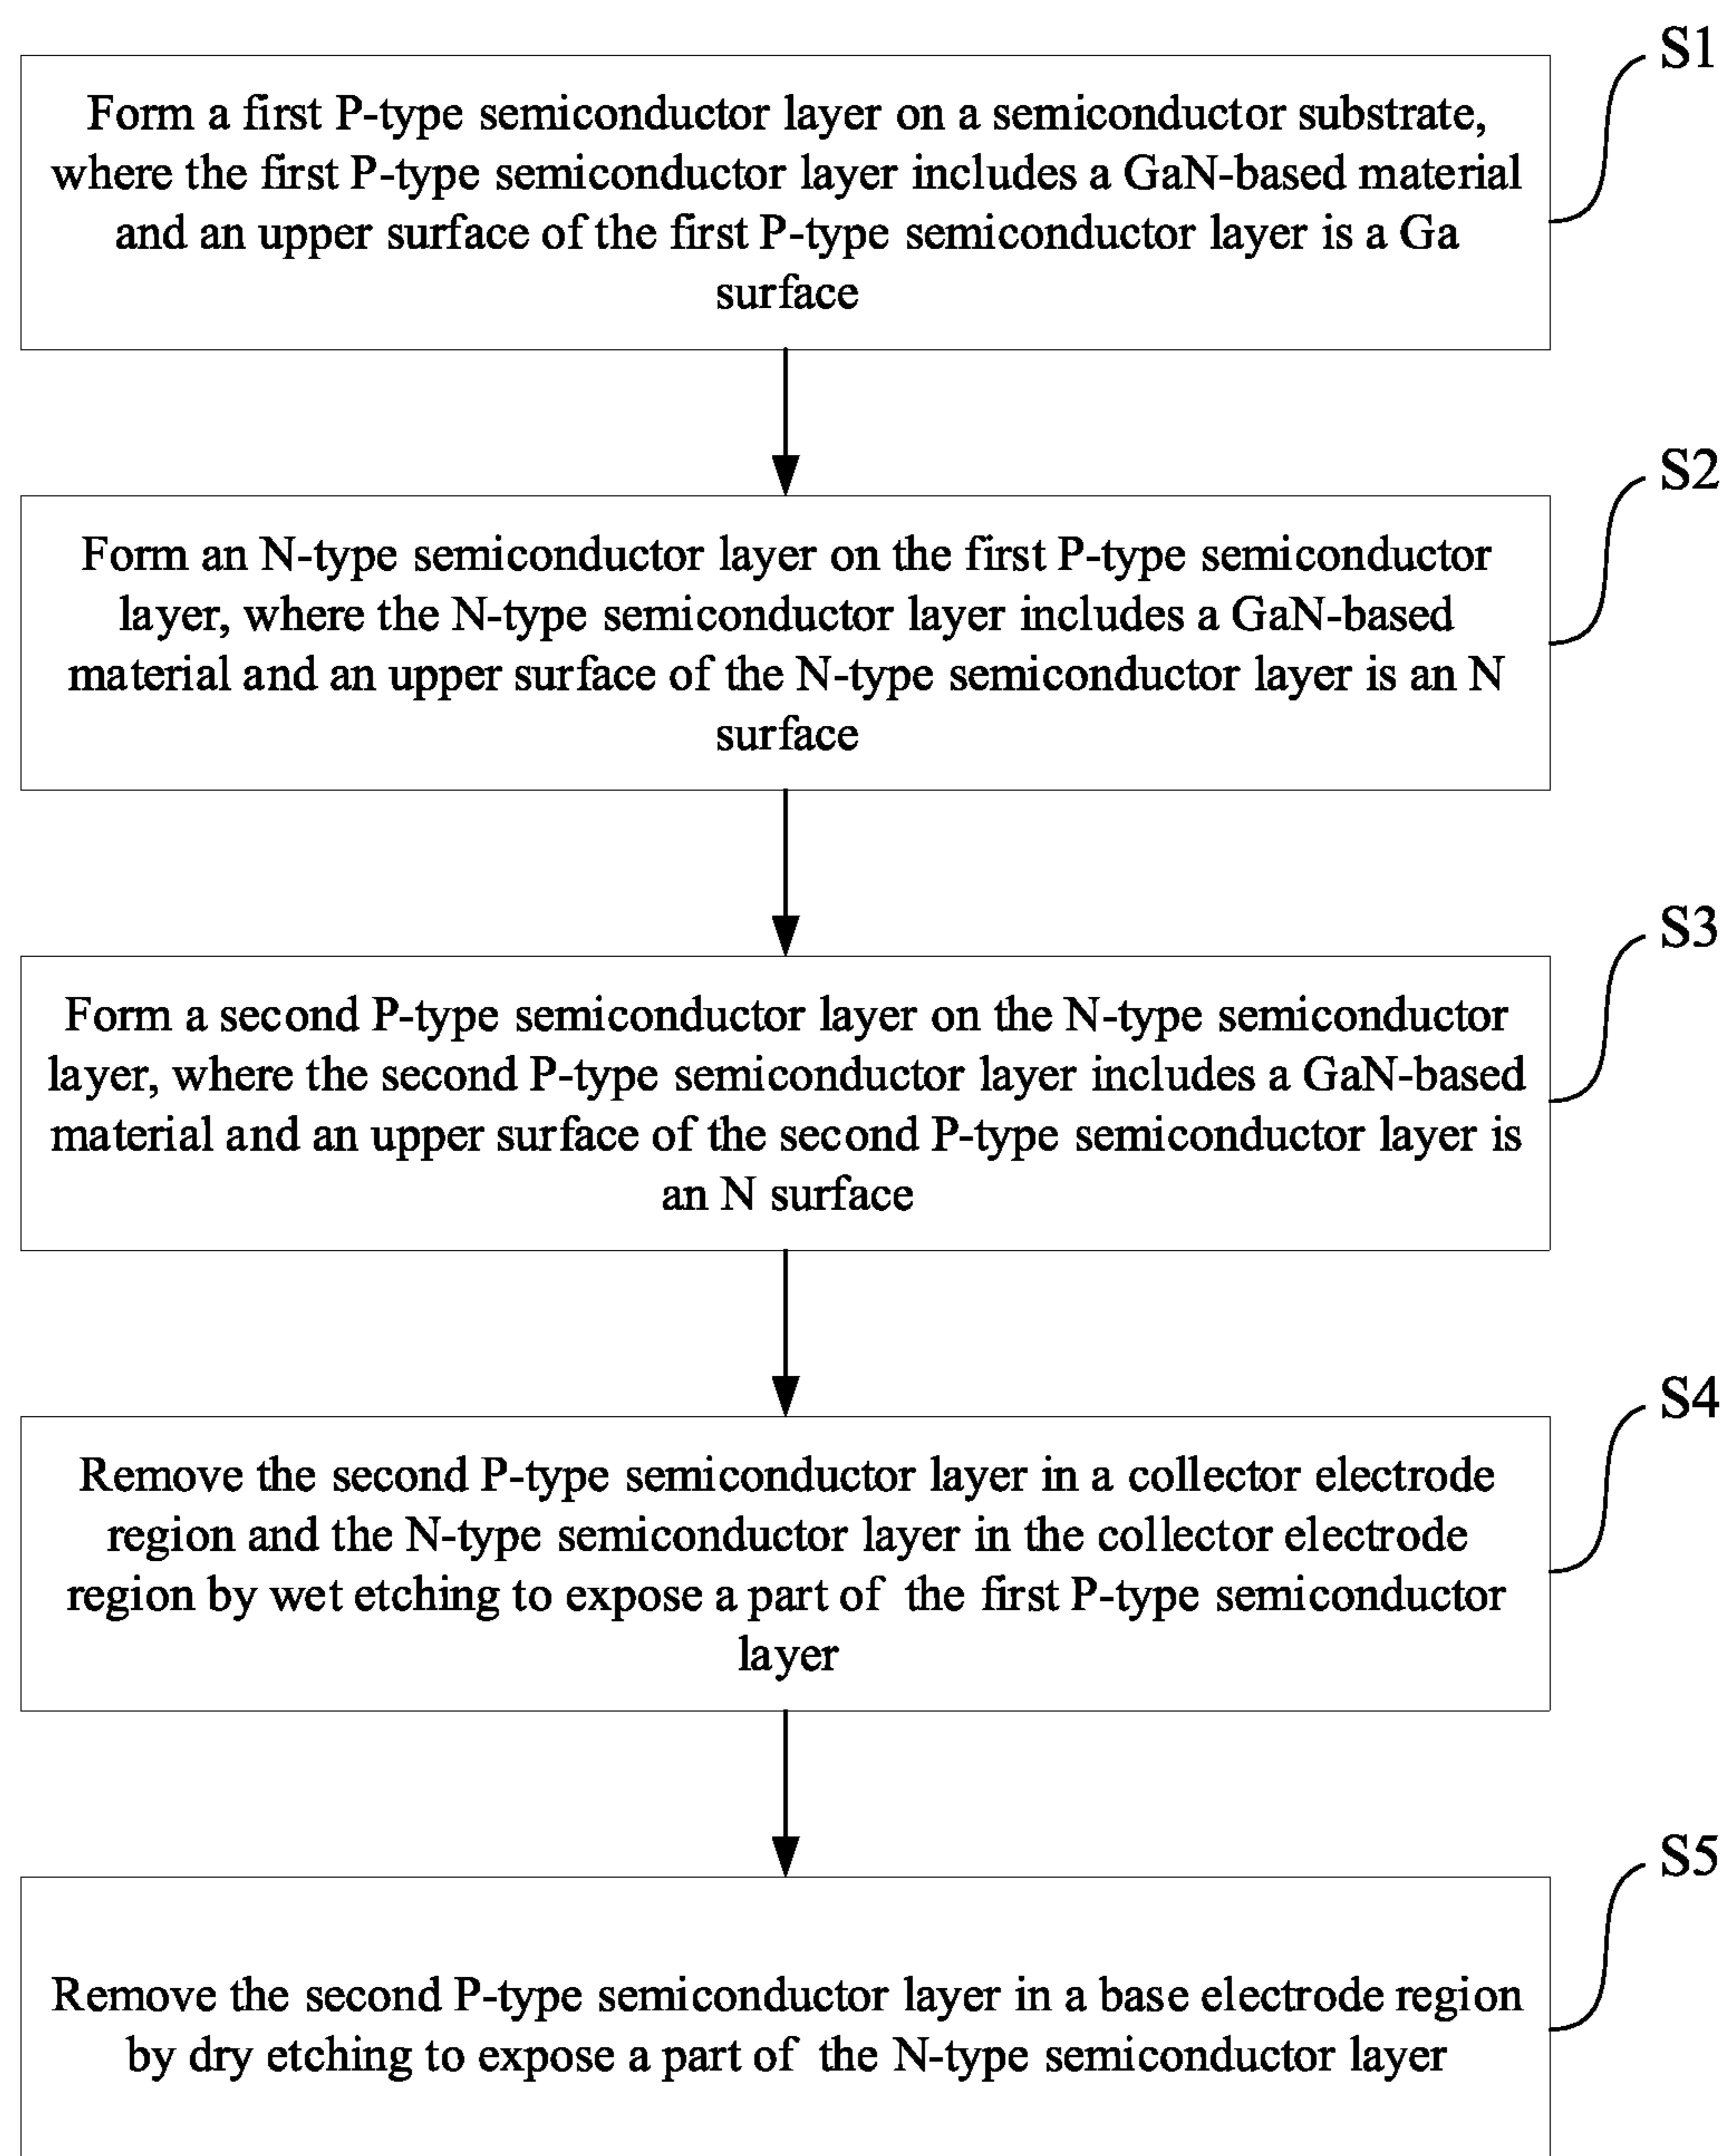 S1
Form a first P-type semiconductor layer on a semiconductor substrate,
where the first P-type semiconductor layer includes a GaN-based material
and an upper surface of the first P-type semiconductor layer is a Ga
surface
S2
Form an N-type semiconductor layer on the first P-type semiconductor
layer, where the N-type semiconductor layer includes a GaN-based
material and an upper surface of the N-type semiconductor layer is an N
surface
S3
Form a second P-type semiconductor layer on the N-type semiconductor
layer, where the second P-type semiconductor layer includes a GaN-based
material and an upper surface of the second P-type semiconductor layer is
an N surface
S4
Remove the second P-type semiconductor layer in a collector electrode
region and the N-type semiconductor layer in the collector electrode
region by wet etching to expose a part of the first P-type semiconductor
layer
S5
Remove the second P-type semiconductor layer in a base electrode region
by dry etching to expose a part of the N-type semiconductor layer